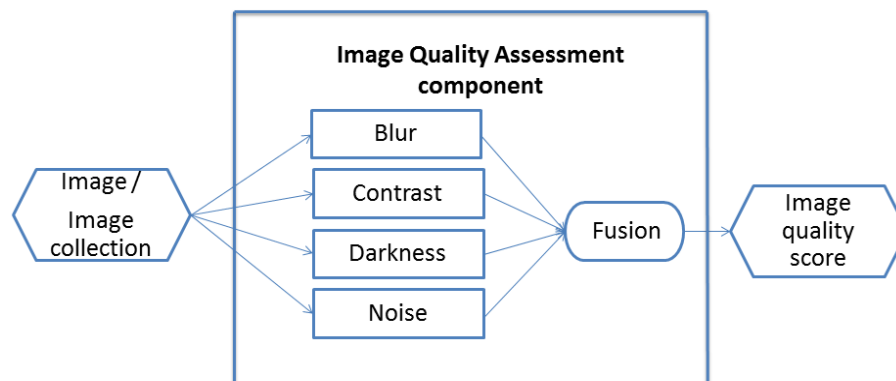 Image Quality Assessment
component
Blur
Image /
Image
collection
Contrast
Darkness
Noise
Fusion
Image
quality
score